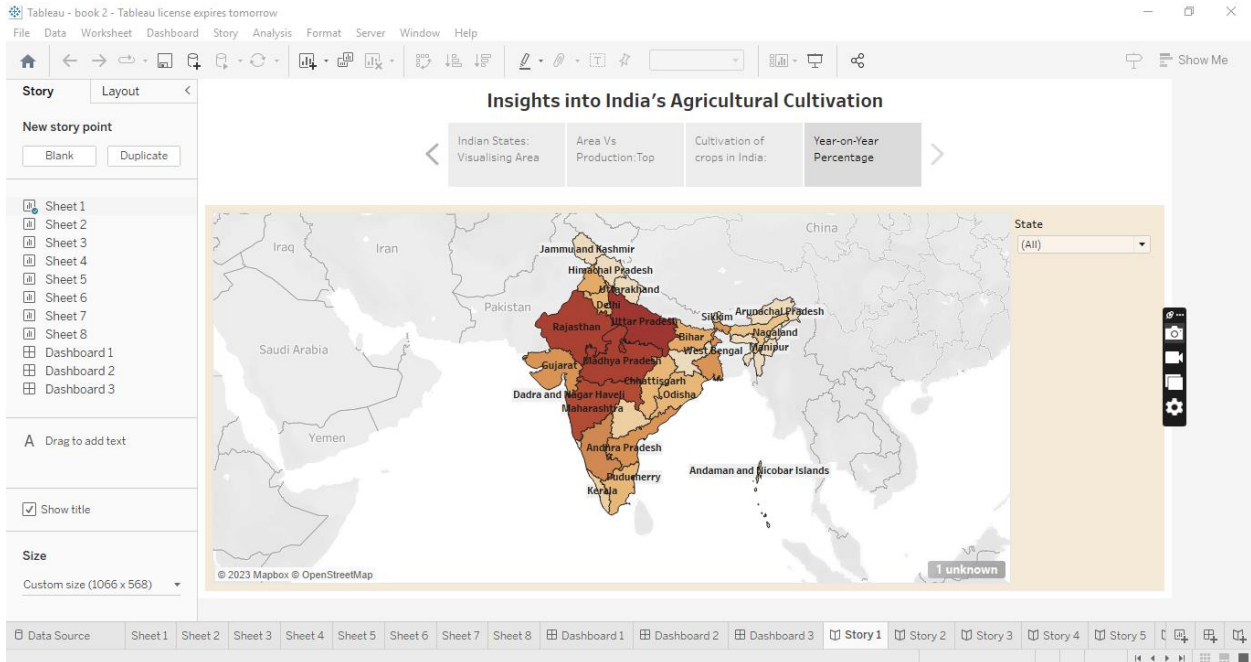 Tableau - book 2 - Tableau license expires tomorrow
File Data Worksheet Dashboard Story Analysis Format Server Window Help
Show Me
Story Layout
New story point
Blank Duplicate
Sheet 1
Sheet 2
Sheet 3
Sheet 4
Sheet 5
Sheet 6
Sheet 7
Sheet 8
Dashboard 1
Dashboard 2
Dashboard 3
A Drag to add text
Show title
Size
Custom size (1066 x 568)
Insights into India's Agricultural Cultivation
Indian States:
Visualising Area
Area Vs
Production:Top
Cultivation of
crops in India:
Year-on-Year
Percentage
State
(All)
China
Iraq
Iran
Jammu and Kashmir
Himachal Pradesh
Uttarakhand
Pakistan
Delhi
Sikkim
Arunachal Pradesh
Rajasthan
Uttar Pradesh
Bihar
Nagaland
West Bengal
Manipur
Saudi Arabia
Gujarat
Madhya Pradesh
Chhattisgarh
Dadra and Nagar Haveli
Odisha
Maharashtra
Yemen
Andhra Pradesh
Andaman and Nicobar Islands
Puducherry
Kerala
© 2023 Mapbox © OpenStreetMap
1 unknown
Data Source Sheet 1 Sheet 2 Sheet 3 Sheet 4 Sheet 5 Sheet 6 Sheet 7 Sheet 8 Dashboard 1 Dashboard 2 Dashboard 3 Story 1 Story 2 Story 3 Story 4 Story 5